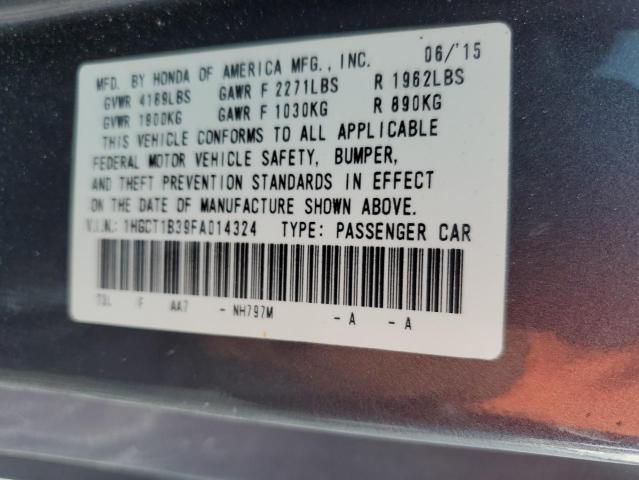 MFD. BY HONDA OF AMERICA MFG., INC. 06/'15
GVWR 4169LBS GAWR F 2271LBS R 1962LBS
GVWR 1900KG GAWR F 1030KG R 890KG
THIS VEHICLE CONFORMS TO ALL APPLICABLE
FEDERAL MOTOR VEHICLE SAFETY, BUMPER,
AND THEFT PREVENTION STANDARDS IN EFFECT
ON THE DATE OF MANUFACTURE SHOWN ABOVE.
V.I.N.: 1HGCT1B39FA014324 TYPE: PASSENGER CAR
T3L F AA7 - NH797M - A - A